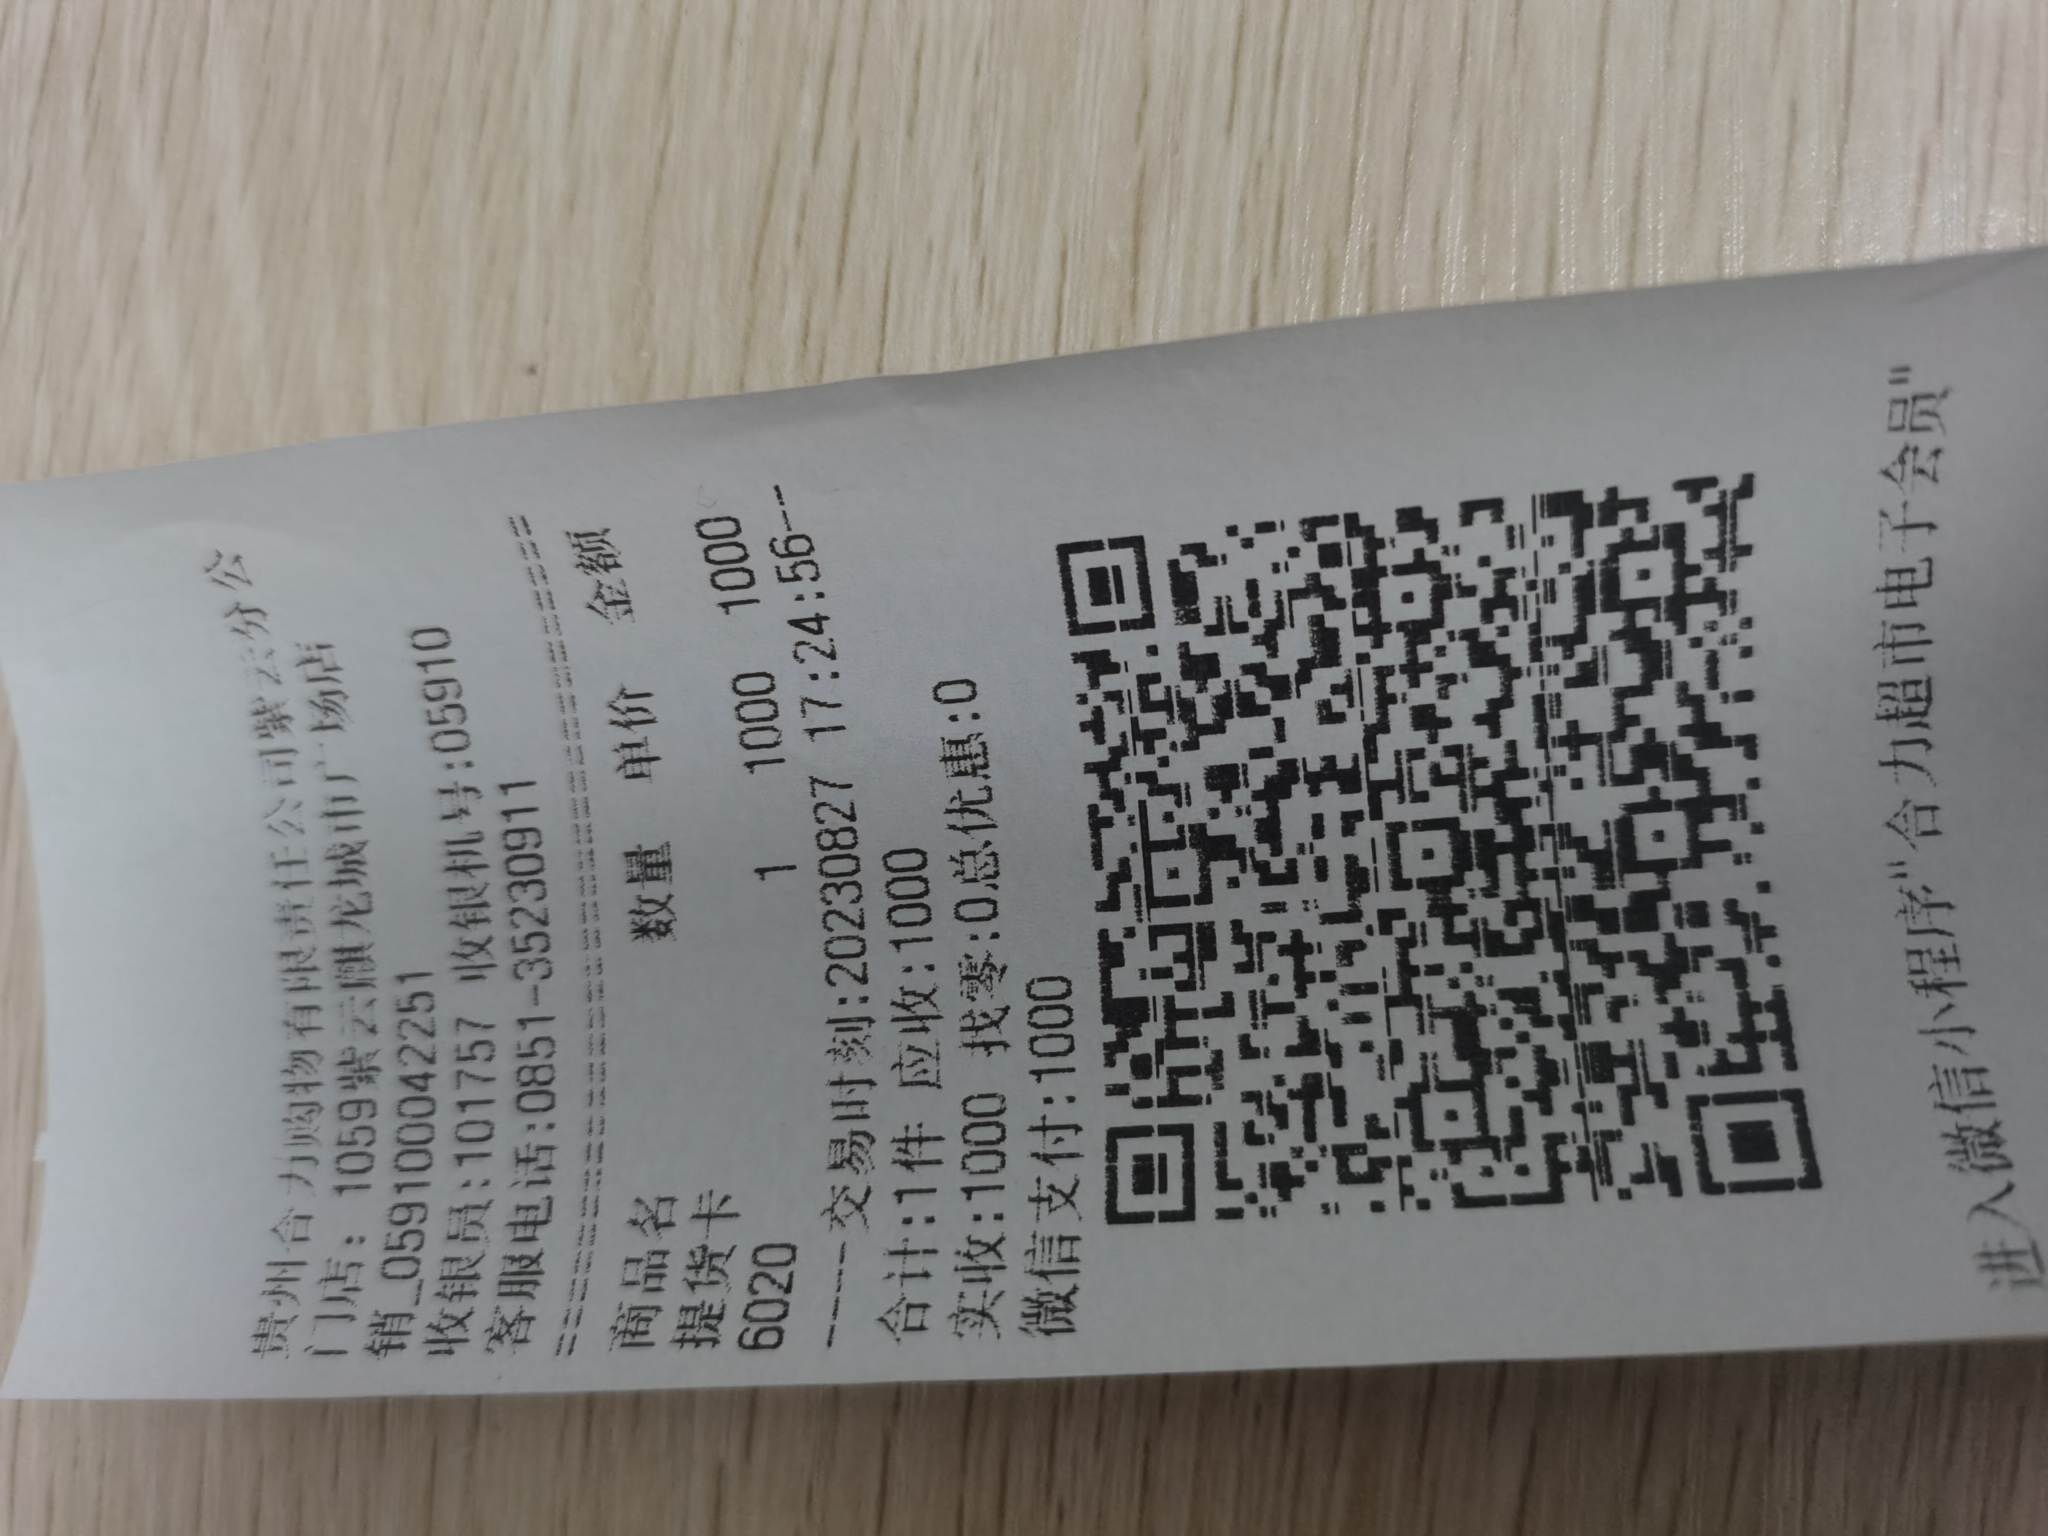 贵州合力购物有限责任公司紫云分公
门店: 1059紫云麒龙城市广场店
销_059100042251
收银员:101757 收银机号:05910
客服电话:0851-35230911
================================
商品名 数量 单价 金额
提货卡
6020 1 1000 1000
----交易时刻:20230827 17:24:56--
合计:1件 应收:1000
实收:1000 找零:0总优惠:0
微信支付:1000
进入微信小程序"合力超市电子会员"